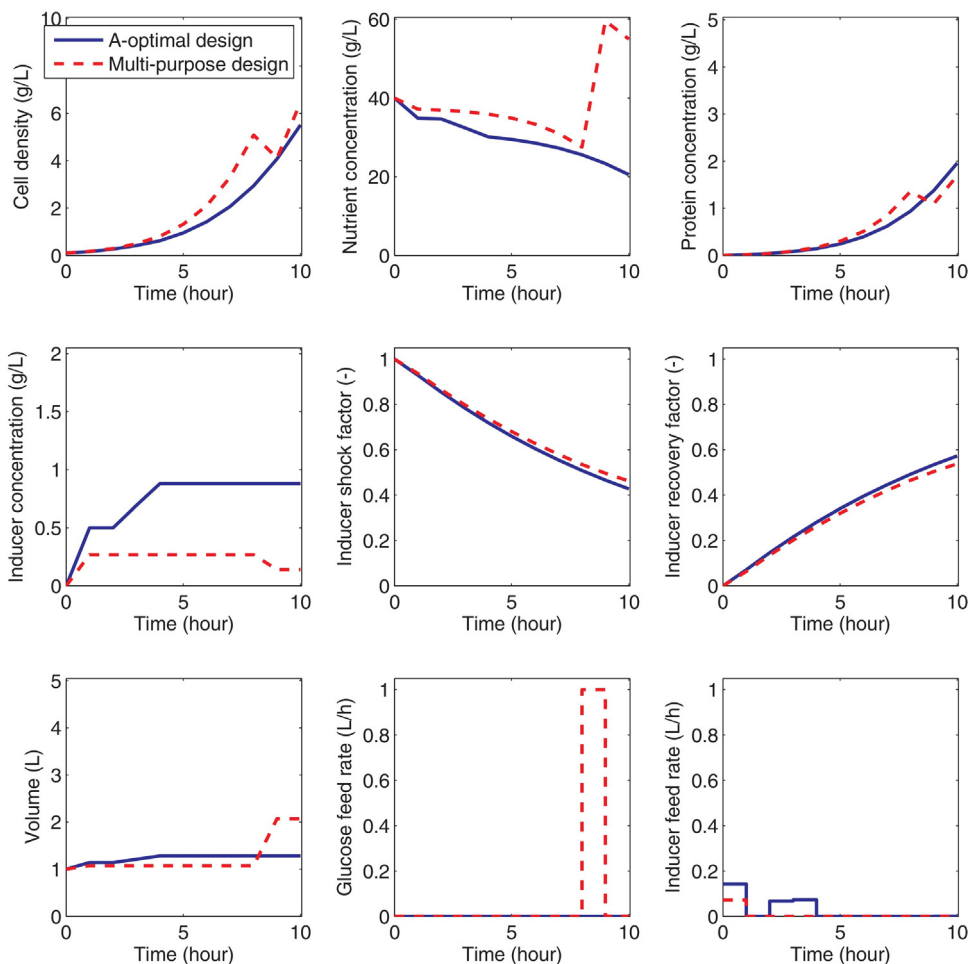 A-optimal design
Multi-purpose design
Cell density (g/L)
10
6
4
2
0
0 5 10
Time (hour)
Nutrient concentration (g/L)
60
40
20
0
0 5 10
Time (hour)
Protein concentration (g/L)
5
4
3
2
1
0
0 5 10
Time (hour)
Inducer concentration (g/L)
2
1.5
1
0.5
0
0 5 10
Time (hour)
Inducer shock factor (-)
1
0.8
0.6
0.4
0.2
0
0 5 10
Time (hour)
Inducer recovery factor (-)
1
0.8
0.6
0.4
0.2
0
0 5 10
Time (hour)
Volume (L)
5
4
3
2
1
0
0 5 10
Time (hour)
Glucose feed rate (L/h)
1
0.8
0.6
0.4
0.2
0
0 5 10
Time (hour)
Inducer feed rate (L/h)
1
0.8
0.6
0.4
0.2
0
0 5 10
Time (hour)